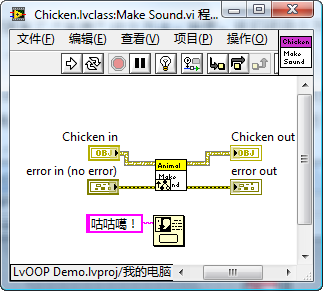 Chicken.lvclass:Make Sound.vi 程
文件(F) 编辑(E) 查看(V) 项目(P) 操作(O)
Chicken
Make
Sound
Chicken in
Chicken out
OBJ
Animal
Make
nd
OBJ
error in (no error)
error out
咕咕噶！
LvOOP Demo.lvproj/我的电脑